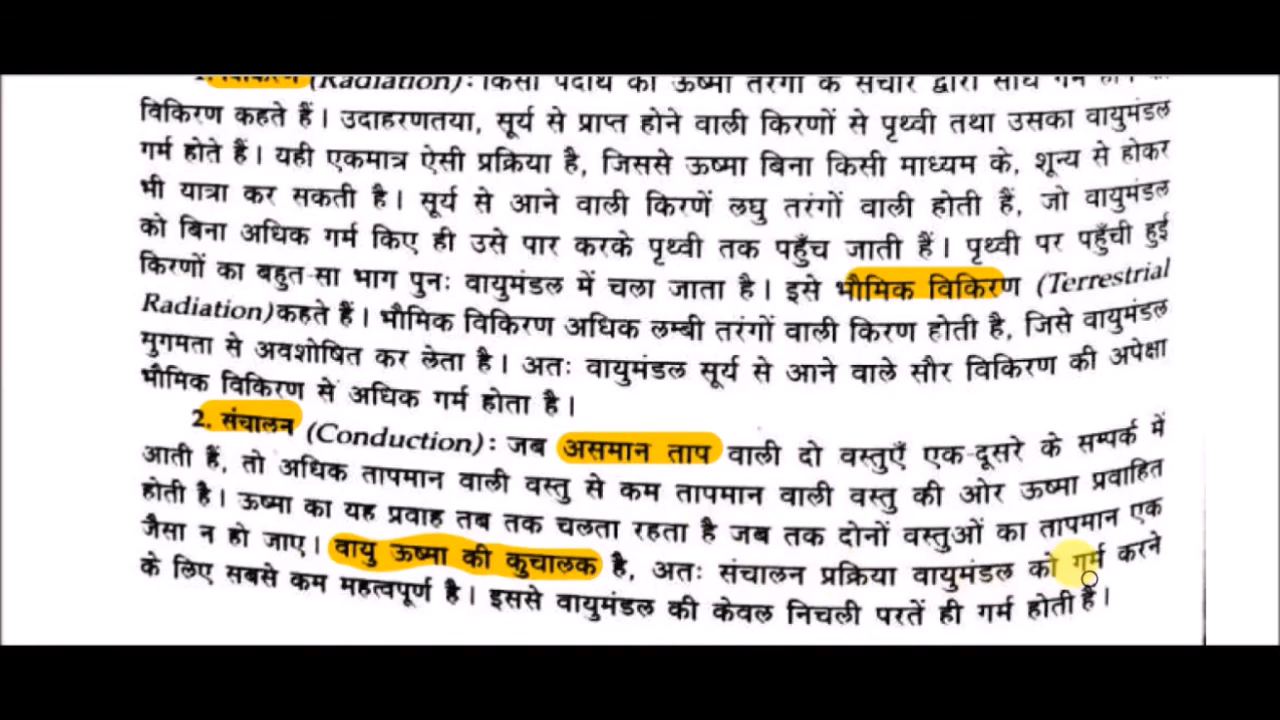 1. विकिरण (Radiation): किसी पदार्थ को ऊष्मा तरंगों के संचार द्वारा सीधे गर्म
विकिरण कहते हैं। उदाहरणतया, सूर्य से प्राप्त होने वाली किरणों से पृथ्वी तथा उसका वायुमंडल
गर्म होते हैं। यही एकमात्र ऐसी प्रक्रिया है, जिससे ऊष्मा बिना किसी माध्यम के, शून्य से होकर
भी यात्रा कर सकती है। सूर्य से आने वाली किरणें लघु तरंगों वाली होती हैं, जो वायुमंडल
को बिना अधिक गर्म किए ही उसे पार करके पृथ्वी तक पहुँच जाती हैं। पृथ्वी पर पहुँची हुई
किरणों का बहुत-सा भाग पुनः वायुमंडल में चला जाता है। इसे भौमिक विकिरण (Terrestrial
Radiation) कहते हैं। भौमिक विकिरण अधिक लम्बी तरंगों वाली किरण होती है, जिसे वायुमंडल
सुगमता से अवशोषित कर लेता है। अतः वायुमंडल सूर्य से आने वाले सौर विकिरण की अपेक्षा
भौमिक विकिरण से अधिक गर्म होता है।
2. संचालन (Conduction): जब असमान ताप वाली दो वस्तुएँ एक-दूसरे के सम्पर्क में
आती हैं, तो अधिक तापमान वाली वस्तु से कम तापमान वाली वस्तु की ओर ऊष्मा प्रवाहित
होती है। ऊष्मा का यह प्रवाह तब तक चलता रहता है जब तक दोनों वस्तुओं का तापमान एक
जैसा न हो जाए। वायु ऊष्मा की कुचालक है, अतः संचालन प्रक्रिया वायुमंडल को गर्म करने
के लिए सबसे कम महत्वपूर्ण है। इससे वायुमंडल की केवल निचली परतें ही गर्म होती हैं।